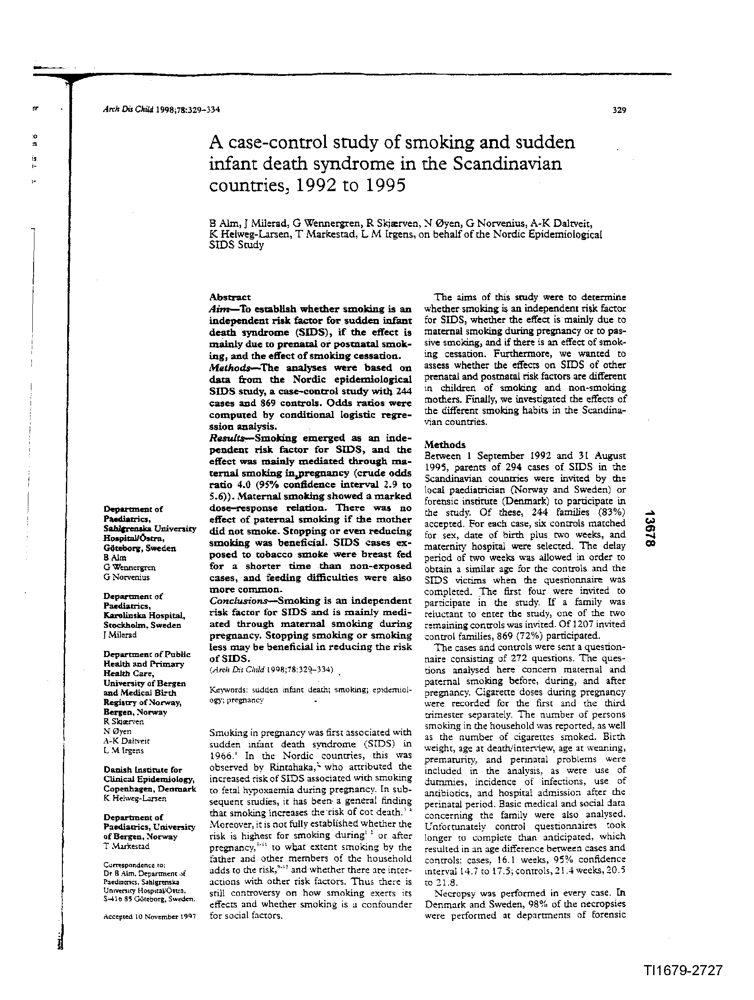 Arch Dis Child 1998;78:329–334
329
A case-control study of smoking and sudden
infant death syndrome in the Scandinavian
countries, 1992 to 1995
B Alm, J Milerad, G Wennergren, R Skjærven, N Øyen, G Norvenius, A-K Daltveit,
K Helweg-Larsen, T Markestad, L M Irgens, on behalf of the Nordic Epidemiological
SIDS Study
Department of
Paediatrics,
Sahlgrenska University
Hospital/Östra,
Göteborg, Sweden
B Alm
G Wennergren
G Norvenius
Department of
Paediatrics,
Karolinska Hospital,
Stockholm, Sweden
J Milerad
Department of Public
Health and Primary
Health Care,
University of Bergen
and Medical Birth
Registry of Norway,
Bergen, Norway
R Skjærven
N Øyen
A-K Daltveit
L M Irgens
Danish Institute for
Clinical Epidemiology,
Copenhagen, Denmark
K Helweg-Larsen
Department of
Paediatrics, University
of Bergen, Norway
T Markestad
Correspondence to:
Dr B Alm, Department of
Paediatrics, Sahlgrenska
University Hospital/Östra,
S-416 85 Göteborg, Sweden.
Accepted 10 November 1997
Abstract
Aim—To establish whether smoking is an
independent risk factor for sudden infant
death syndrome (SIDS), if the effect is
mainly due to prenatal or postnatal smok-
ing, and the effect of smoking cessation.
Methods—The analyses were based on
data from the Nordic epidemiological
SIDS study, a case-control study with 244
cases and 869 controls. Odds ratios were
computed by conditional logistic regre-
ssion analysis.
Results—Smoking emerged as an inde-
pendent risk factor for SIDS, and the
effect was mainly mediated through ma-
ternal smoking in pregnancy (crude odds
ratio 4.0 (95% confidence interval 2.9 to
5.6)). Maternal smoking showed a marked
dose-response relation. There was no
effect of paternal smoking if the mother
did not smoke. Stopping or even reducing
smoking was beneficial. SIDS cases ex-
posed to tobacco smoke were breast fed
for a shorter time than non-exposed
cases, and feeding difficulties were also
more common.
Conclusions—Smoking is an independent
risk factor for SIDS and is mainly medi-
ated through maternal smoking during
pregnancy. Stopping smoking or smoking
less may be beneficial in reducing the risk
of SIDS.
(Arch Dis Child 1998;78:329–334)
Keywords: sudden infant death; smoking; epidemiol-
ogy; pregnancy
Smoking in pregnancy was first associated with
sudden infant death syndrome (SIDS) in
1966. In the Nordic countries, this was
observed by Rintahaka, who attributed the
increased risk of SIDS associated with smoking
to fetal hypoxaemia during pregnancy. In sub-
sequent studies, it has been a general finding
that smoking increases the risk of cot death.
Moreover, it is not fully established whether the
risk is highest for smoking during or after
pregnancy, to what extent smoking by the
father and other members of the household
adds to the risk, and whether there are inter-
actions with other risk factors. Thus there is
still controversy on how smoking exerts its
effects and whether smoking is a confounder
for social factors.
The aims of this study were to determine
whether smoking is an independent risk factor
for SIDS, whether the effect is mainly due to
maternal smoking during pregnancy or to pas-
sive smoking, and if there is an effect of smok-
ing cessation. Furthermore, we wanted to
assess whether the effects on SIDS of other
prenatal and postnatal risk factors are different
in children of smoking and non-smoking
mothers. Finally, we investigated the effects of
the different smoking habits in the Scandina-
vian countries.
Methods
Between 1 September 1992 and 31 August
1995, parents of 294 cases of SIDS in the
Scandinavian countries were invited by the
local paediatrician (Norway and Sweden) or
forensic institute (Denmark) to participate in
the study. Of these, 244 families (83%)
accepted. For each case, six controls matched
for sex, date of birth plus two weeks, and
maternity hospital were selected. The delay
period of two weeks was allowed in order to
obtain a similar age for the controls and the
SIDS victims when the questionnaire was
completed. The first four were invited to
participate in the study. If a family was
reluctant to enter the study, one of the two
remaining controls was invited. Of 1207 invited
control families, 869 (72%) participated.
The cases and controls were sent a question-
naire consisting of 272 questions. The ques-
tions analysed here concern maternal and
paternal smoking before, during, and after
pregnancy. Cigarette doses during pregnancy
were recorded for the first and the third
trimester separately. The number of persons
smoking in the household was reported, as well
as the number of cigarettes smoked. Birth
weight, age at death/interview, age at weaning,
prematurity, and perinatal problems were
included in the analysis, as were use of
dummies, incidence of infections, use of
antibiotics, and hospital admission after the
perinatal period. Basic medical and social data
concerning the family were also analysed.
Unfortunately control questionnaires took
longer to complete than anticipated, which
resulted in an age difference between cases and
controls: cases, 16.1 weeks, 95% confidence
interval 14.7 to 17.5; controls, 21.4 weeks, 20.5
to 21.8.
Necropsy was performed in every case. In
Denmark and Sweden, 98% of the necropsies
were performed at departments of forensic
13678
TI1679-2727